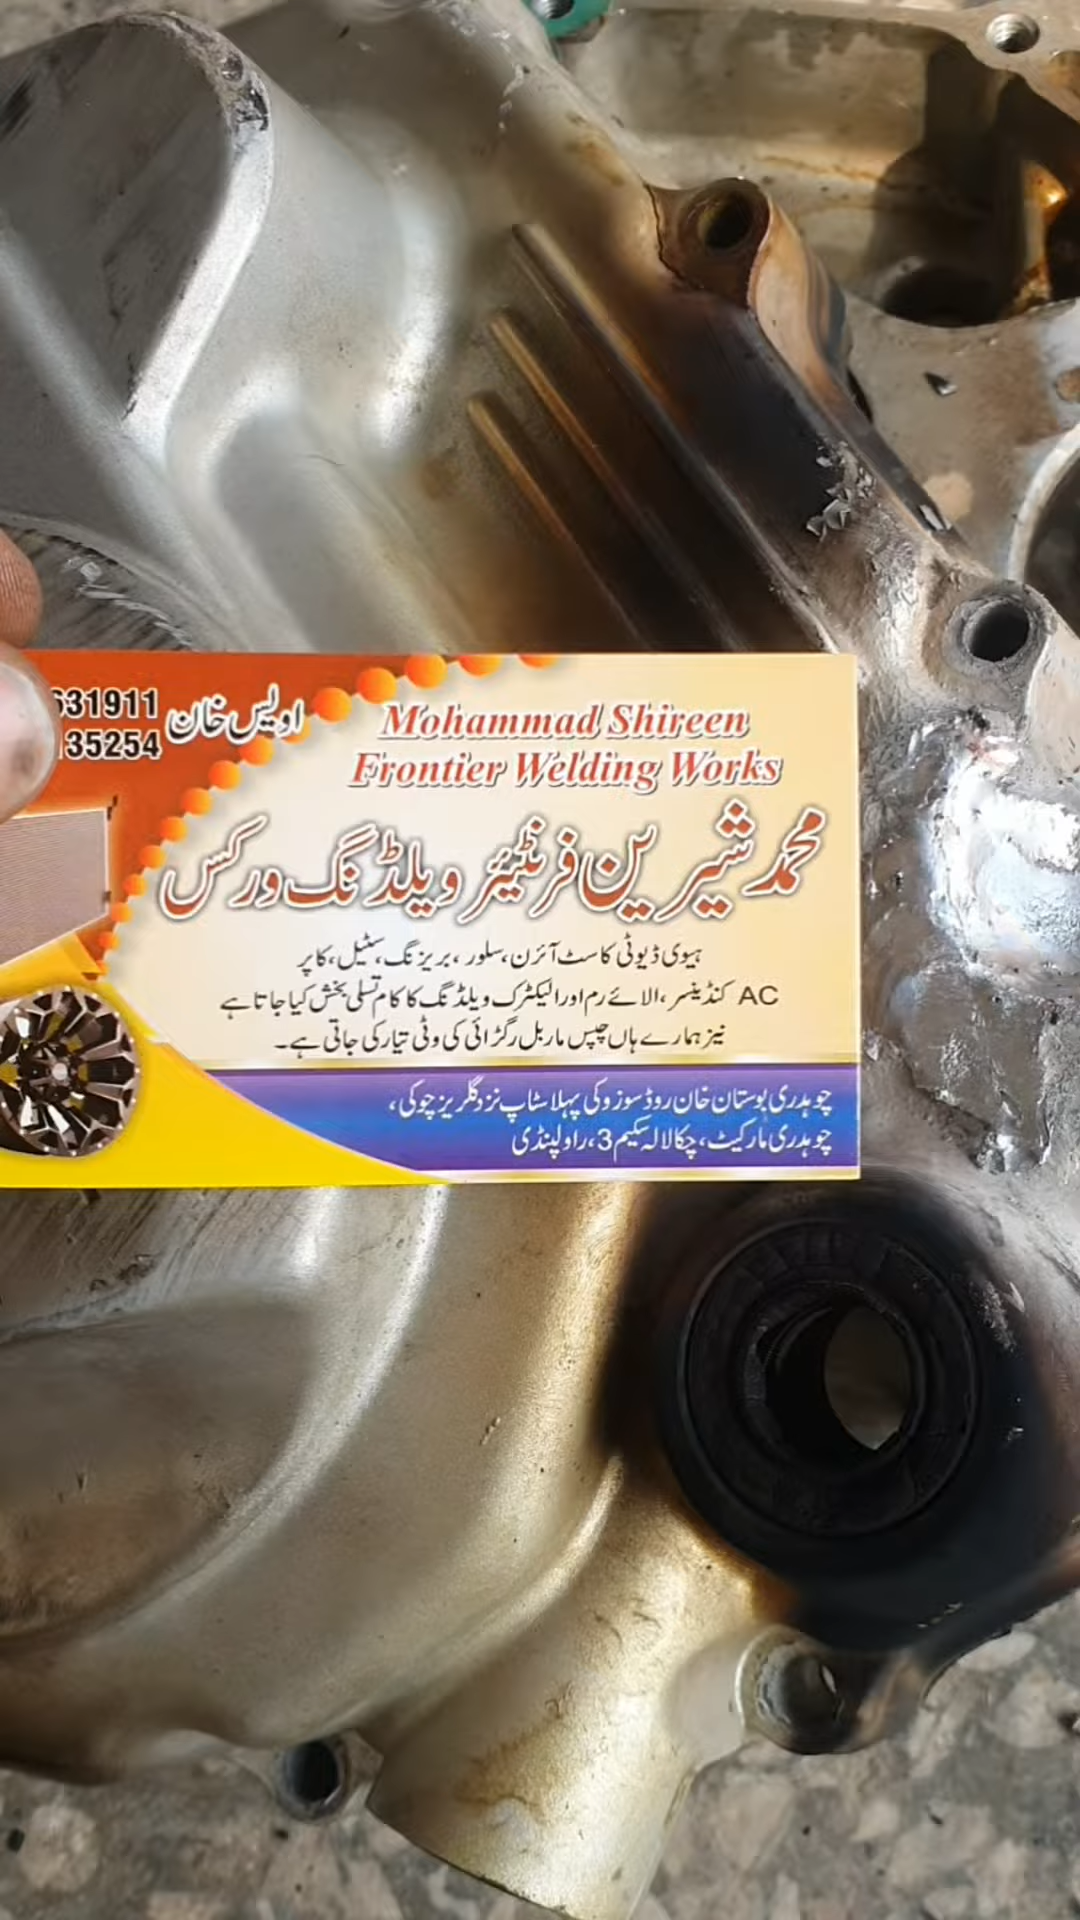 Mohammad Shireen
Frontier Welding Works
631911
35254
اویس خان
محمد شیرین فرنٹیئر ویلڈنگ ورکس
ہیوی ڈیوٹی کاسٹ آئرن، سلور، بریزنگ، سٹیل، کاپر
AC کنڈینسر، الائے رم اور الیکٹرک ویلڈنگ کا کام تسلی بخش کیا جاتا ہے
نیز ہمارے ہاں چپس ماربل رگڑائی کی وٹی تیار کی جاتی ہے۔
چوہدری بوستان خان روڈ سوزوکی پہلا سٹاپ نزد گلریز چوکی،
چوہدری مارکیٹ، چکلالہ سکیم 3، راولپنڈی